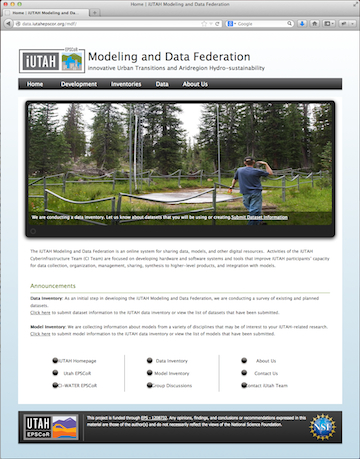 Home | iUTAH Modeling and Data Federation
Home | iUTAH Modeling and Da...
data.iutahepscor.org/mdf/
Google
EPSCoR
iUTAH
Modeling and Data Federation
innovative Urban Transitions and Aridregion Hydro-sustainability
Home Development Inventories Data About Us
We are conducting a data inventory. Let us know about datasets that you will be using or creating.Submit Dataset Information
The iUTAH Modeling and Data Federation is an online system for sharing data, models, and other digital resources. Activities of the iUTAH
CyberInfrastructure Team (CI Team) are focused on developing hardware and software systems and tools that improve iUTAH participants' capacity
for data collection, organization, management, sharing, synthesis to higher-level products, and integration with models.
Announcements
Data Inventory: As an initial step in developing the iUTAH Modeling and Data Federation, we are conducting a survey of existing and planned
datasets.
Click here to submit dataset information to the iUTAH data inventory or view the list of datasets that have been submitted.
Model Inventory: We are collecting information about models from a variety of disciplines that may be of interest to your iUTAH-related research.
Click here to submit model information to the iUTAH data inventory or view the list of models that have been submitted.
iUTAH Homepage Data Inventory About Us
Utah EPSCoR Model Inventory Contact Us
CI-WATER EPSCoR Group Discussions Contact iUtah Team
UTAH
EPSCoR
This project is funded through EPS - 1208732. Any opinions, findings, and conclusions or recommendations expressed in this
material are those of the author(s) and do not necessarily reflect the views of the National Science Foundation.
NSF